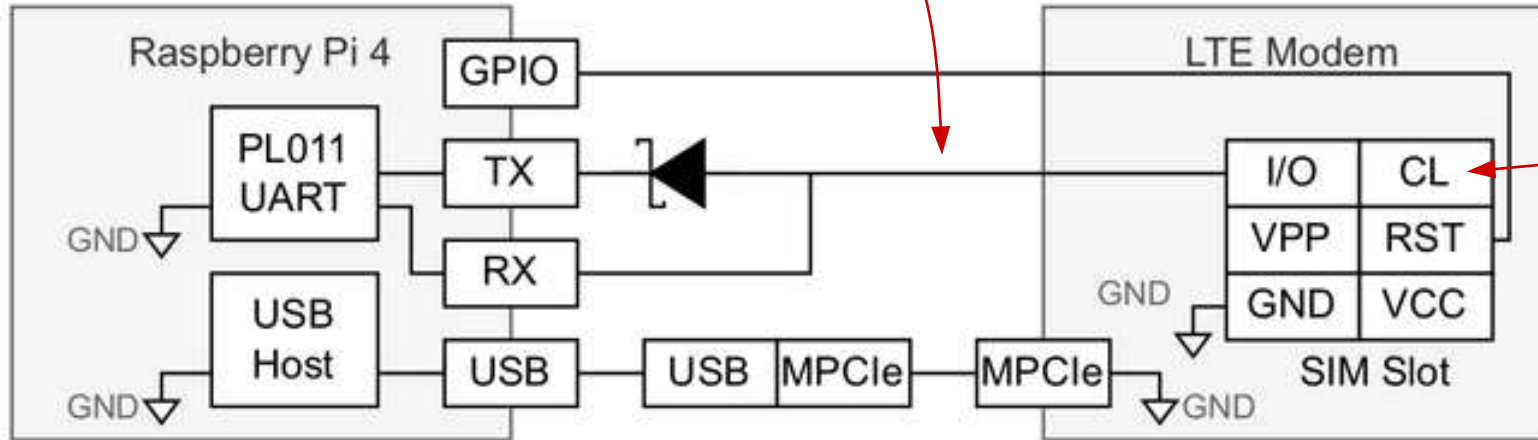 Raspberry Pi 4
GPIO
LTE Modem
PL011
UART
TX
I/O
CL
GND
VPP
RST
RX
GND
GND
VCC
USB
Host
USB
USB
MPCIe
MPCIe
SIM Slot
GND
GND